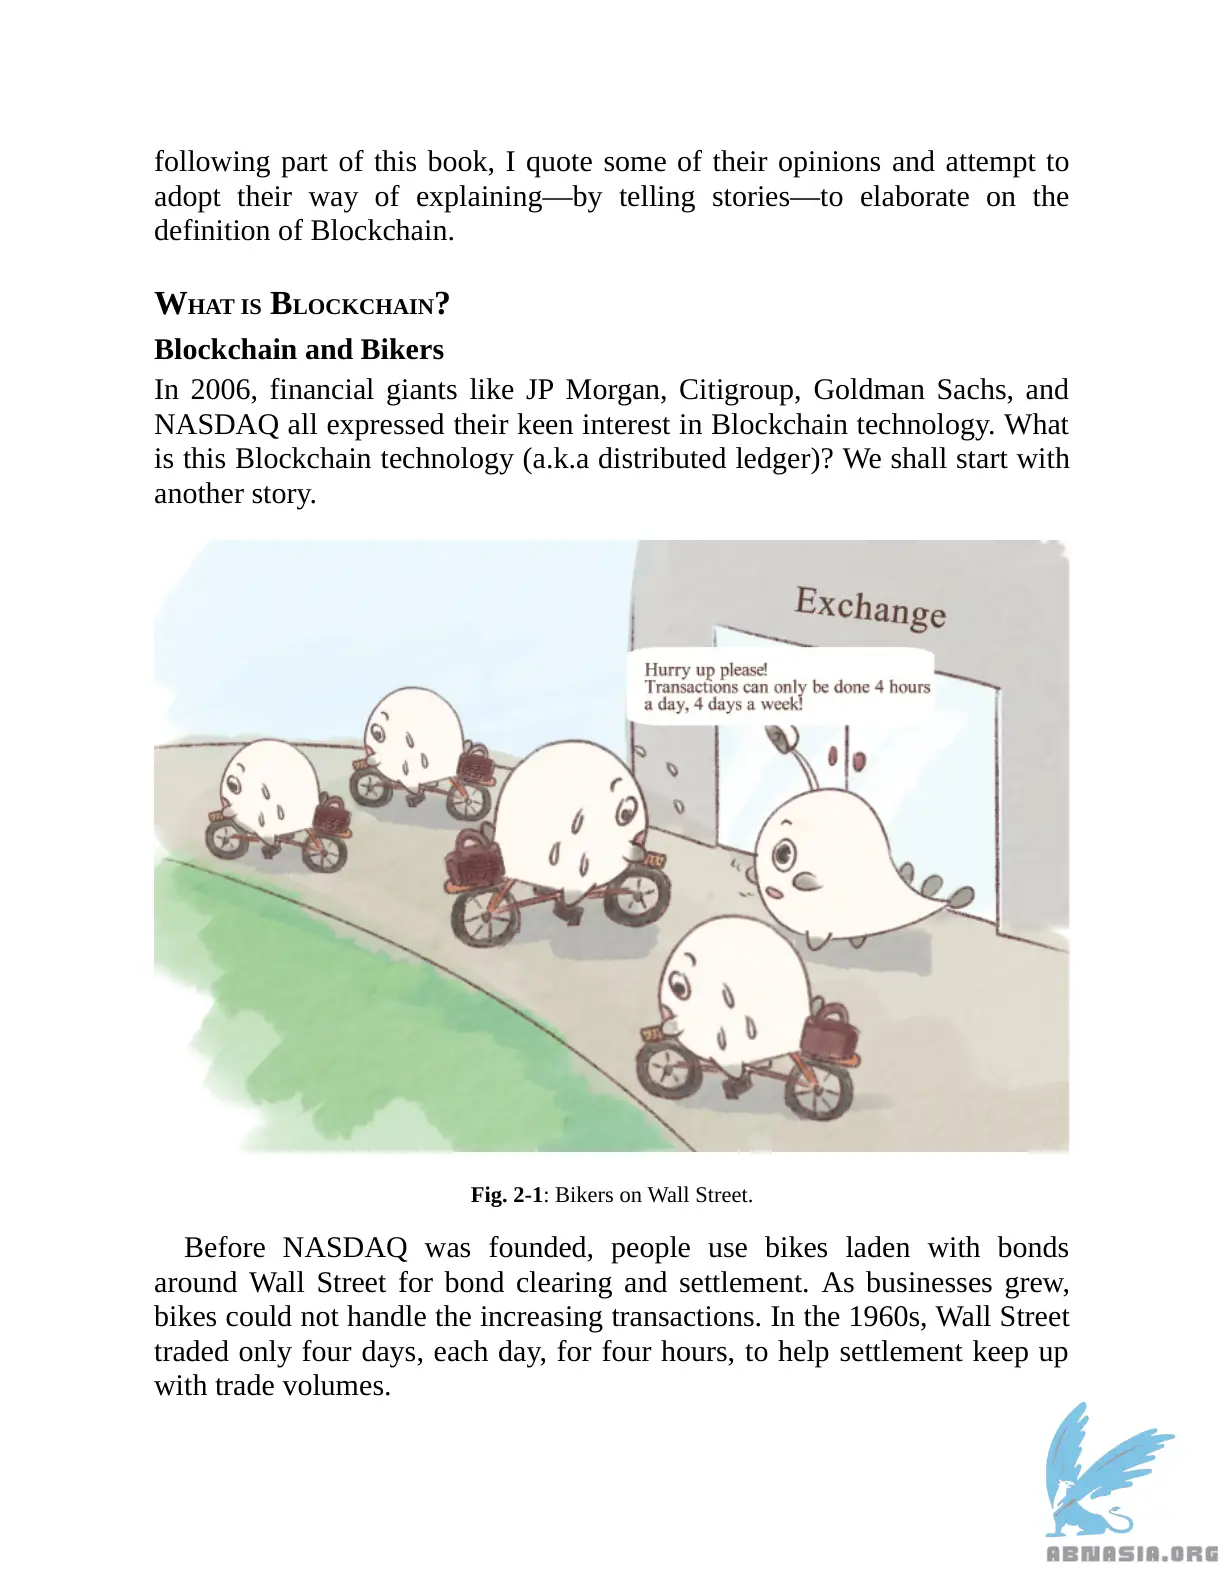 following part of this book, I quote some of their opinions and attempt to
adopt their way of explaining—by telling stories—to elaborate on the
definition of Blockchain.
WHAT IS BLOCKCHAIN?
Blockchain and Bikers
In 2006, financial giants like JP Morgan, Citigroup, Goldman Sachs, and
NASDAQ all expressed their keen interest in Blockchain technology. What
is this Blockchain technology (a.k.a distributed ledger)? We shall start with
another story.
Exchange
Hurry up please!
Transactions can only be done 4 hours
a day, 4 days a week!
Fig. 2-1: Bikers on Wall Street.
Before NASDAQ was founded, people use bikes laden with bonds
around Wall Street for bond clearing and settlement. As businesses grew,
bikes could not handle the increasing transactions. In the 1960s, Wall Street
traded only four days, each day, for four hours, to help settlement keep up
with trade volumes.
ABNASIA.ORG